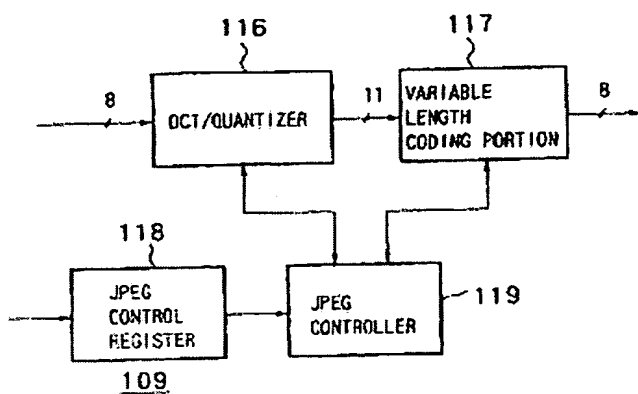 116
117
8
DCT/QUANTIZER
11
VARIABLE
LENGTH
CODING PORTION
8
118
JPEG
CONTROL
REGISTER
JPEG
CONTROLLER
119
109